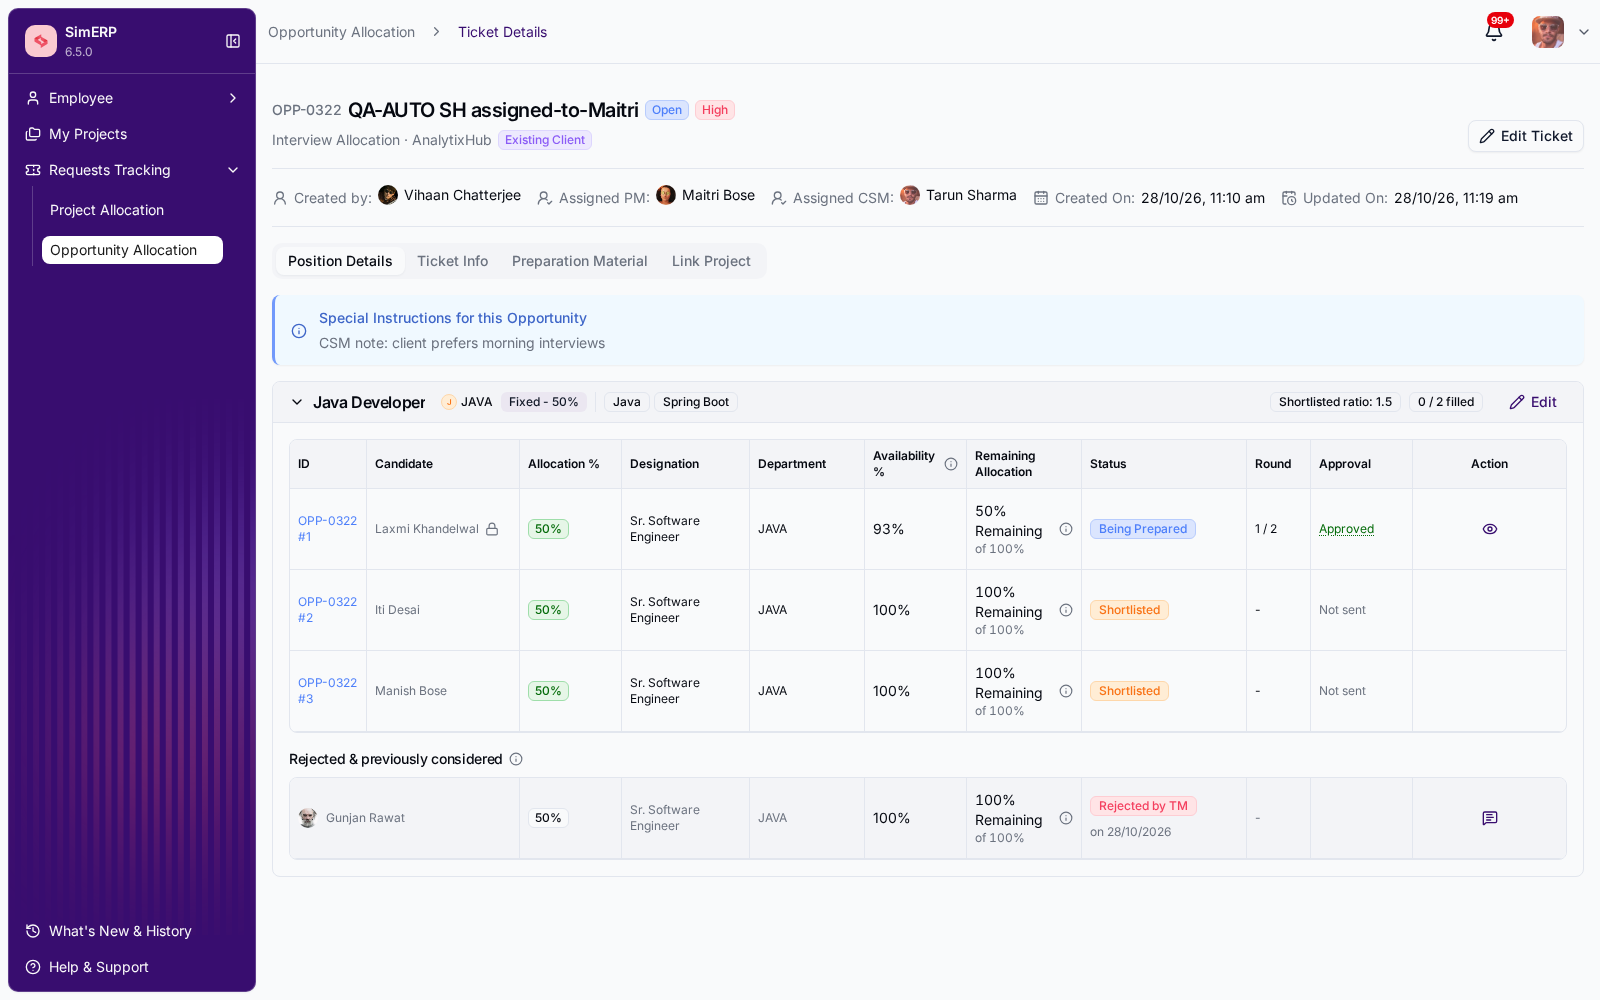 SimERP
6.5.0
Employee
My Projects
Requests Tracking
Project Allocation
Opportunity Allocation
What's New & History
Help & Support
Opportunity Allocation > Ticket Details
99+
OPP-0322 QA-AUTO SH assigned-to-Maitri Open High
Interview Allocation · AnalytixHub Existing Client
Edit Ticket
Created by: Vihaan Chatterjee Assigned PM: Maitri Bose Assigned CSM: Tarun Sharma Created On: 28/10/26, 11:10 am Updated On: 28/10/26, 11:19 am
Position Details Ticket Info Preparation Material Link Project
Special Instructions for this Opportunity
CSM note: client prefers morning interviews
Java Developer J JAVA Fixed - 50% Java Spring Boot Shortlisted ratio: 1.5 0 / 2 filled Edit
ID Candidate Allocation % Designation Department Availability % Remaining Allocation Status Round Approval Action
OPP-0322 #1 Laxmi Khandelwal 50% Sr. Software Engineer JAVA 93% 50% Remaining of 100% Being Prepared 1 / 2 Approved
OPP-0322 #2 Iti Desai 50% Sr. Software Engineer JAVA 100% 100% Remaining of 100% Shortlisted - Not sent
OPP-0322 #3 Manish Bose 50% Sr. Software Engineer JAVA 100% 100% Remaining of 100% Shortlisted - Not sent
Rejected & previously considered
Gunjan Rawat 50% Sr. Software Engineer JAVA 100% 100% Remaining of 100% Rejected by TM on 28/10/2026 -